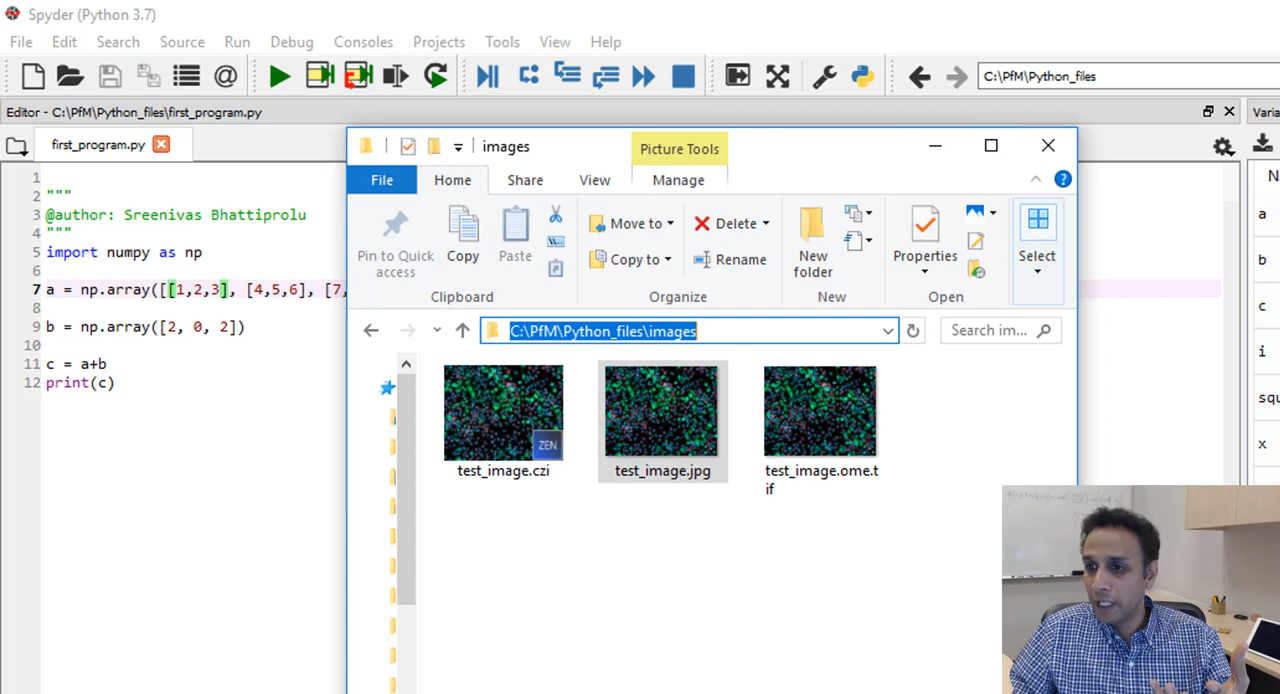 Spyder (Python 3.7)
File Edit Search Source Run Debug Consoles Projects Tools View Help
C:\PfM\Python_files
Editor - C:\PfM\Python_files\first_program.py
Varia
first_program.py
1
2 """
3 @author: Sreenivas Bhattiprolu
4 """
5 import numpy as np
6
7 a = np.array([[1,2,3], [4,5,6], [7,
8
9 b = np.array([2, 0, 2])
10
11 c = a+b
12 print(c)
images
Picture Tools
File Home Share View Manage
Pin to Quick access
Copy
Paste
Clipboard
Move to
Copy to
Delete
Rename
Organize
New folder
New
Properties
Open
Select
C:\PfM\Python_files\images
Search im...
test_image.czi
ZEN
test_image.jpg
test_image.ome.t
if
N
a
b
c
i
squ
x